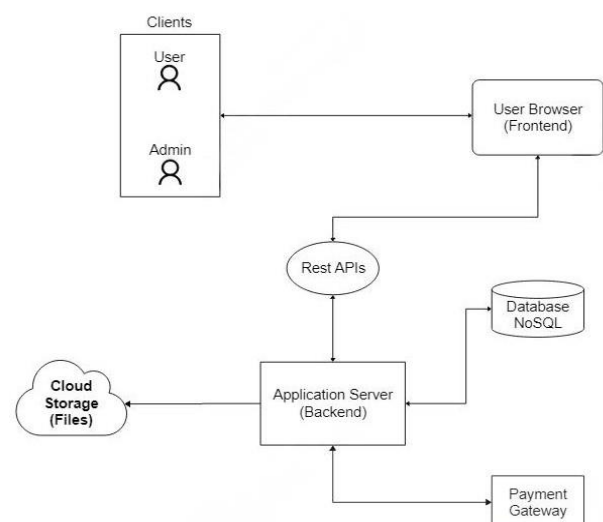 Clients
User
Admin
User Browser
(Frontend)
Rest APIs
Database
NoSQL
Cloud
Storage
(Files)
Application Server
(Backend)
Payment
Gateway